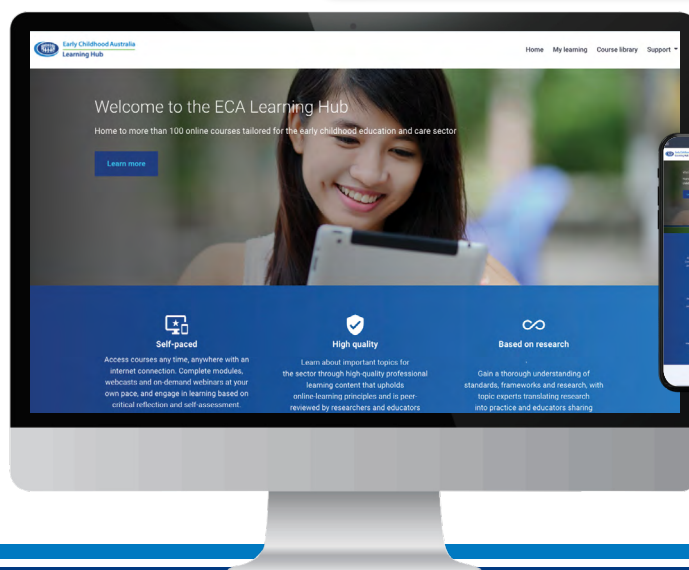 Early Childhood Australia
Learning Hub
Home My learning Course library Support
Welcome to the ECA Learning Hub
Home to more than 100 online courses tailored for the early childhood education and care sector
Learn more
Self-paced
Access courses any time, anywhere with an
internet connection. Complete modules,
webcasts and on-demand webinars at your
own pace, and engage in learning based on
critical reflection and self-assessment.
High quality
Learn about important topics for
the sector through high-quality professional
learning content that upholds
online-learning principles and is peer-
reviewed by researchers and educators
Based on research
Gain a thorough understanding of
standards, frameworks and research, with
topic experts translating research
into practice and educators sharing